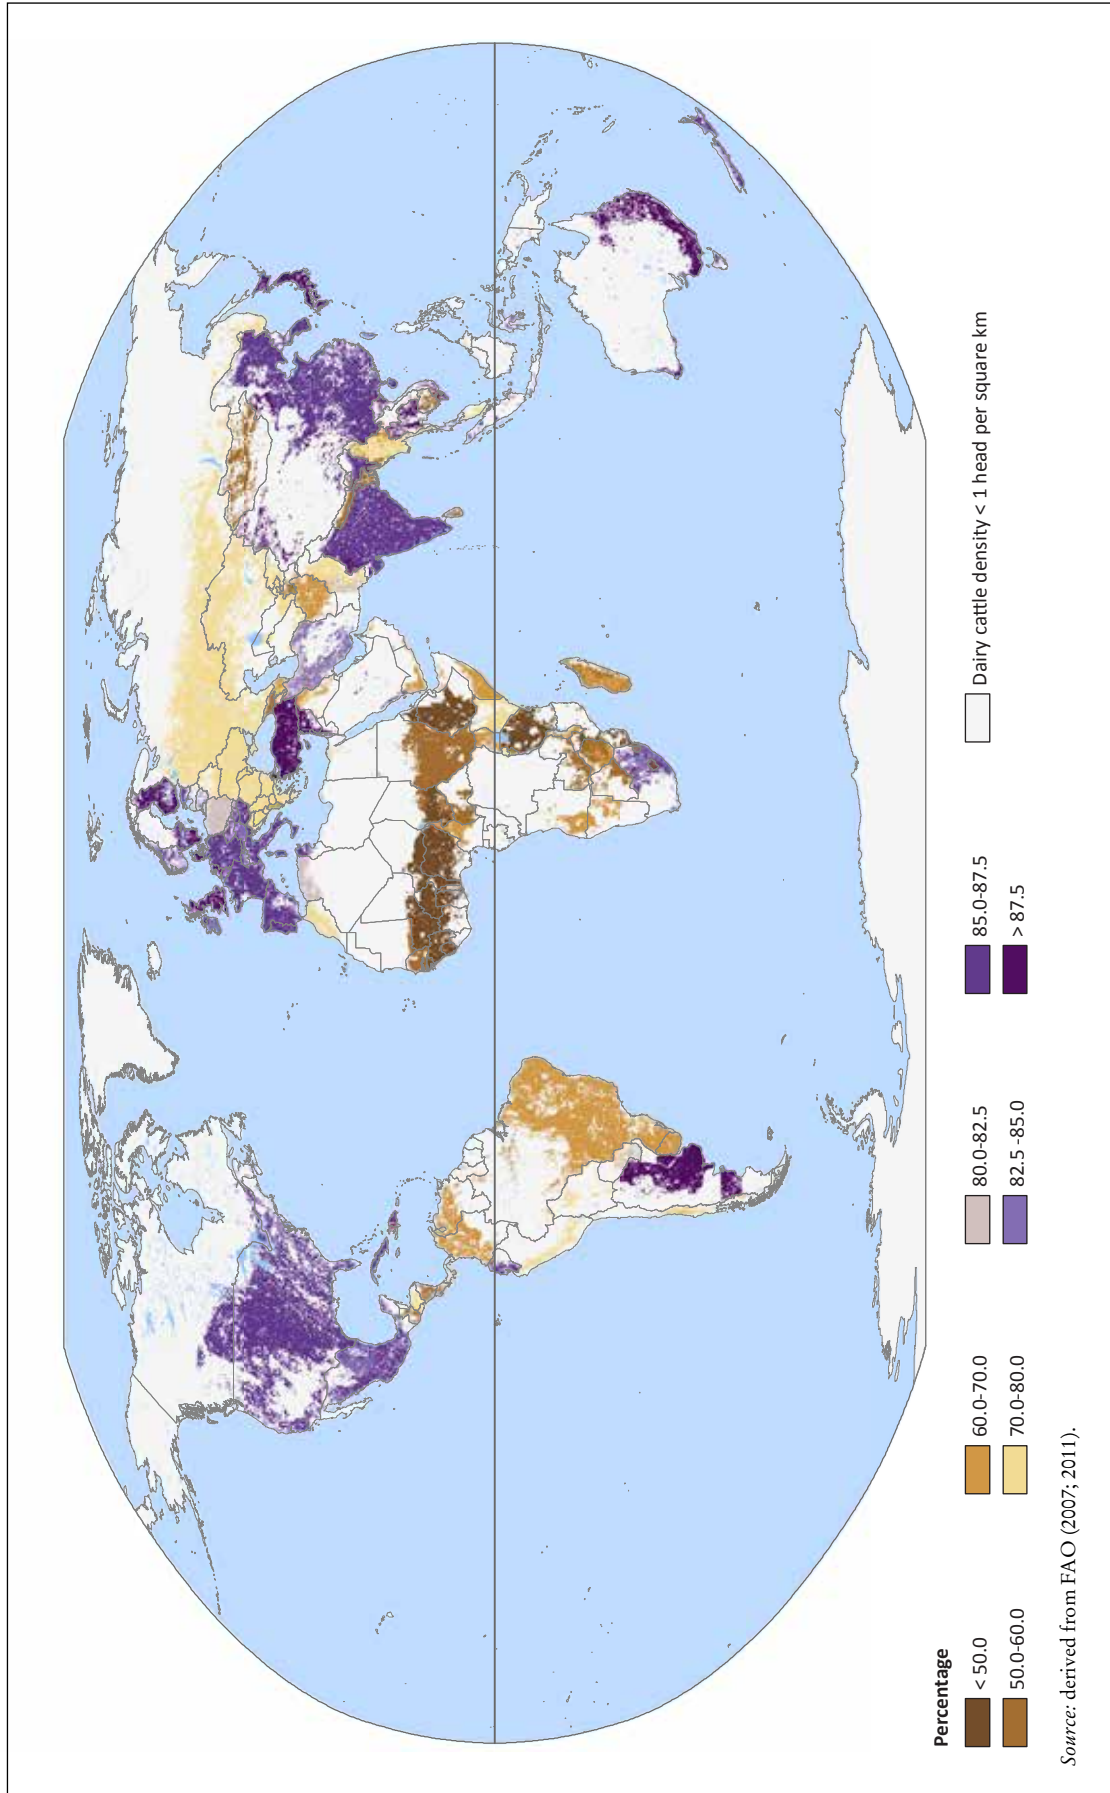 Percentage
< 50.0
50.0-60.0
60.0-70.0
70.0-80.0
80.0-82.5
82.5 -85.0
85.0-87.5
> 87.5
Dairy cattle density < 1 head per square km
Source: derived from FAO (2007; 2011).